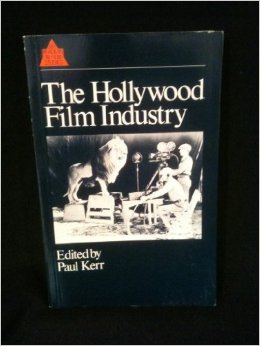 The Hollywood
Film Industry
Edited by
Paul Kerr